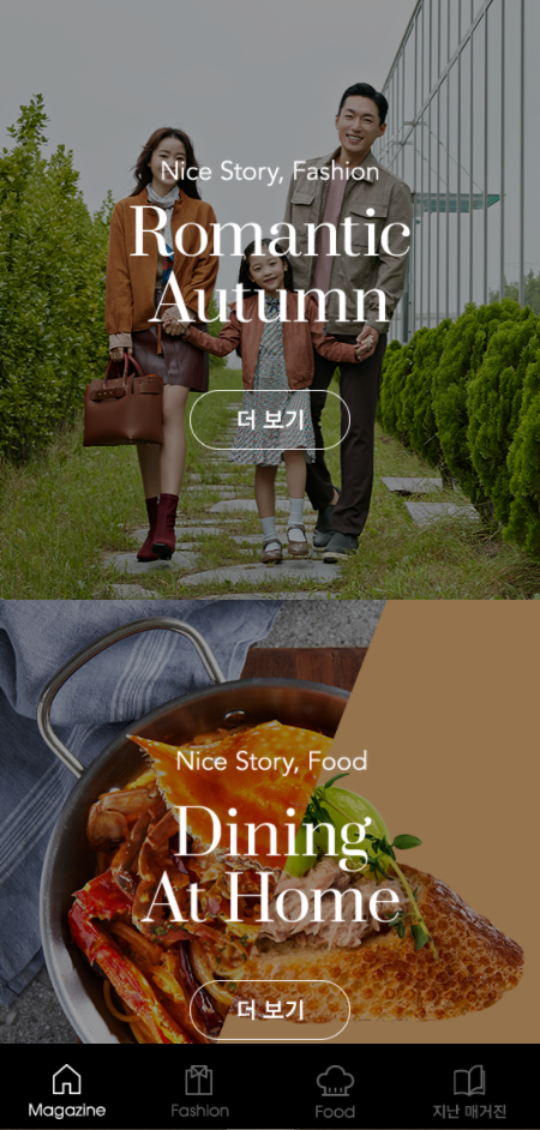 Nice Story, Fashion
Romantic
Autumn
더 보기
Nice Story, Food
Dining
At Home
더 보기
Magazine
Fashion
Food
지난 매거진